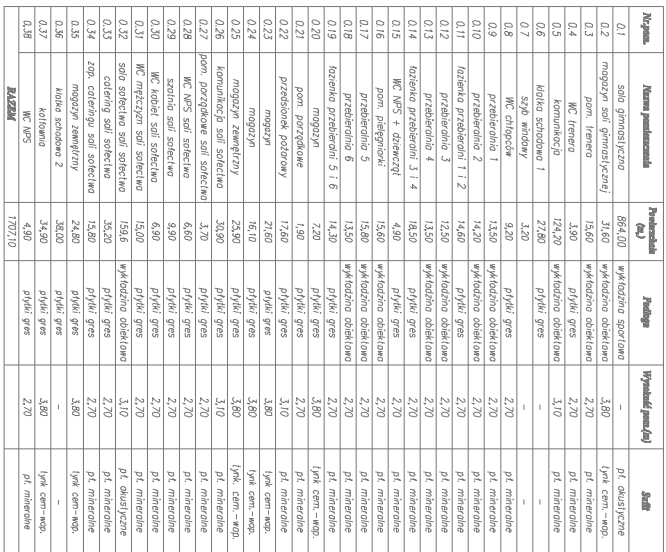 Nr.pom. Nazwa pomieszczenia Powierzchnia (m²) Podłoga Wysokość pom.(m) Sufit
0.1 sala gimnastyczna 864,00 wykładzina sportowa - pł. akustyczne
0.2 magazyn sali gimnastycznej 31,60 wykładzina obiektowa 3,80 tynk cem.-wap.
0.3 pom. trenera 15,60 wykładzina obiektowa 2,70 pł. mineralne
0.4 WC trenera 3,90 płytki gres 2,70 pł. mineralne
0.5 komunikacja 124,20 wykładzina obiektowa 3,10 pł. mineralne
0.6 klatka schodowa 1 27,80 płytki gres - -
0.7 szyb windowy 3,20 - -
0.8 WC chłopców 9,20 płytki gres 2,70 pł. mineralne
0.9 przebieralnia 1 13,50 wykładzina obiektowa 2,70 pł. mineralne
0.10 przebieralnia 2 14,20 wykładzina obiektowa 2,70 pł. mineralne
0.11 łazienka przebieralni 1 i 2 14,60 płytki gres 2,70 pł. mineralne
0.12 przebieralnia 3 12,50 wykładzina obiektowa 2,70 pł. mineralne
0.13 przebieralnia 4 13,50 wykładzina obiektowa 2,70 pł. mineralne
0.14 łazienka przebieralni 3 i 4 18,50 płytki gres 2,70 pł. mineralne
0.15 WC NPS + dziewcząt 4,90 płytki gres 2,70 pł. mineralne
0.16 pom. pielęgniarki 15,60 wykładzina obiektowa 2,70 pł. mineralne
0.17 przebieralnia 5 15,80 wykładzina obiektowa 2,70 pł. mineralne
0.18 przebieralnia 6 13,50 wykładzina obiektowa 2,70 pł. mineralne
0.19 łazienka przebieralni 5 i 6 14,30 płytki gres 2,70 pł. mineralne
0.20 magazyn 7,20 płytki gres 3,80 tynk cem.-wap.
0.21 pom. porządkowe 1,90 płytki gres 2,70 pł. mineralne
0.22 przedsionek pożarowy 17,60 płytki gres 3,10 pł. mineralne
0.23 magazyn 21,60 płytki gres 3,80 tynk cem.-wap.
0.24 magazyn 16,10 płytki gres 3,80 tynk cem.-wap.
0.25 magazyn zewnętrzny 25,90 płytki gres 3,80 tynk. cem.-wap.
0.26 komunikacja sali sołectwa 30,90 płytki gres 3,10 pł. mineralne
0.27 pom. porządkowe sali sołectwa 3,70 płytki gres 2,70 pł. mineralne
0.28 WC NPS sali sołectwa 6,60 płytki gres 2,70 pł. mineralne
0.29 szatnia sali sołectwa 9,90 płytki gres 2,70 pł. mineralne
0.30 WC kobiet sali sołectwa 6,90 płytki gres 2,70 pł. mineralne
0.31 WC mężczyzn sali sołectwa 15,00 płytki gres 2,70 pł. mineralne
0.32 sala sołectwa sali sołectwa 159,6 wykładzina obiektowa 3,10 pł. akustyczne
0.33 catering sali sołectwa 35,20 płytki gres 2,70 pł. mineralne
0.34 zap. cateringu sali sołectwa 15,80 płytki gres 2,70 pł. mineralne
0.35 magazyn zewnętrzny 24,80 płytki gres 3,80 tynk cem-wap.
0.36 klatka schodowa 2 38,00 płytki gres - -
0.37 kotłownia 34,90 płytki gres 3,80 tynk cem-wap.
0.38 WC NPS 4,90 płytki gres 2,70 pł. mineralne
RAZEM 1707,10